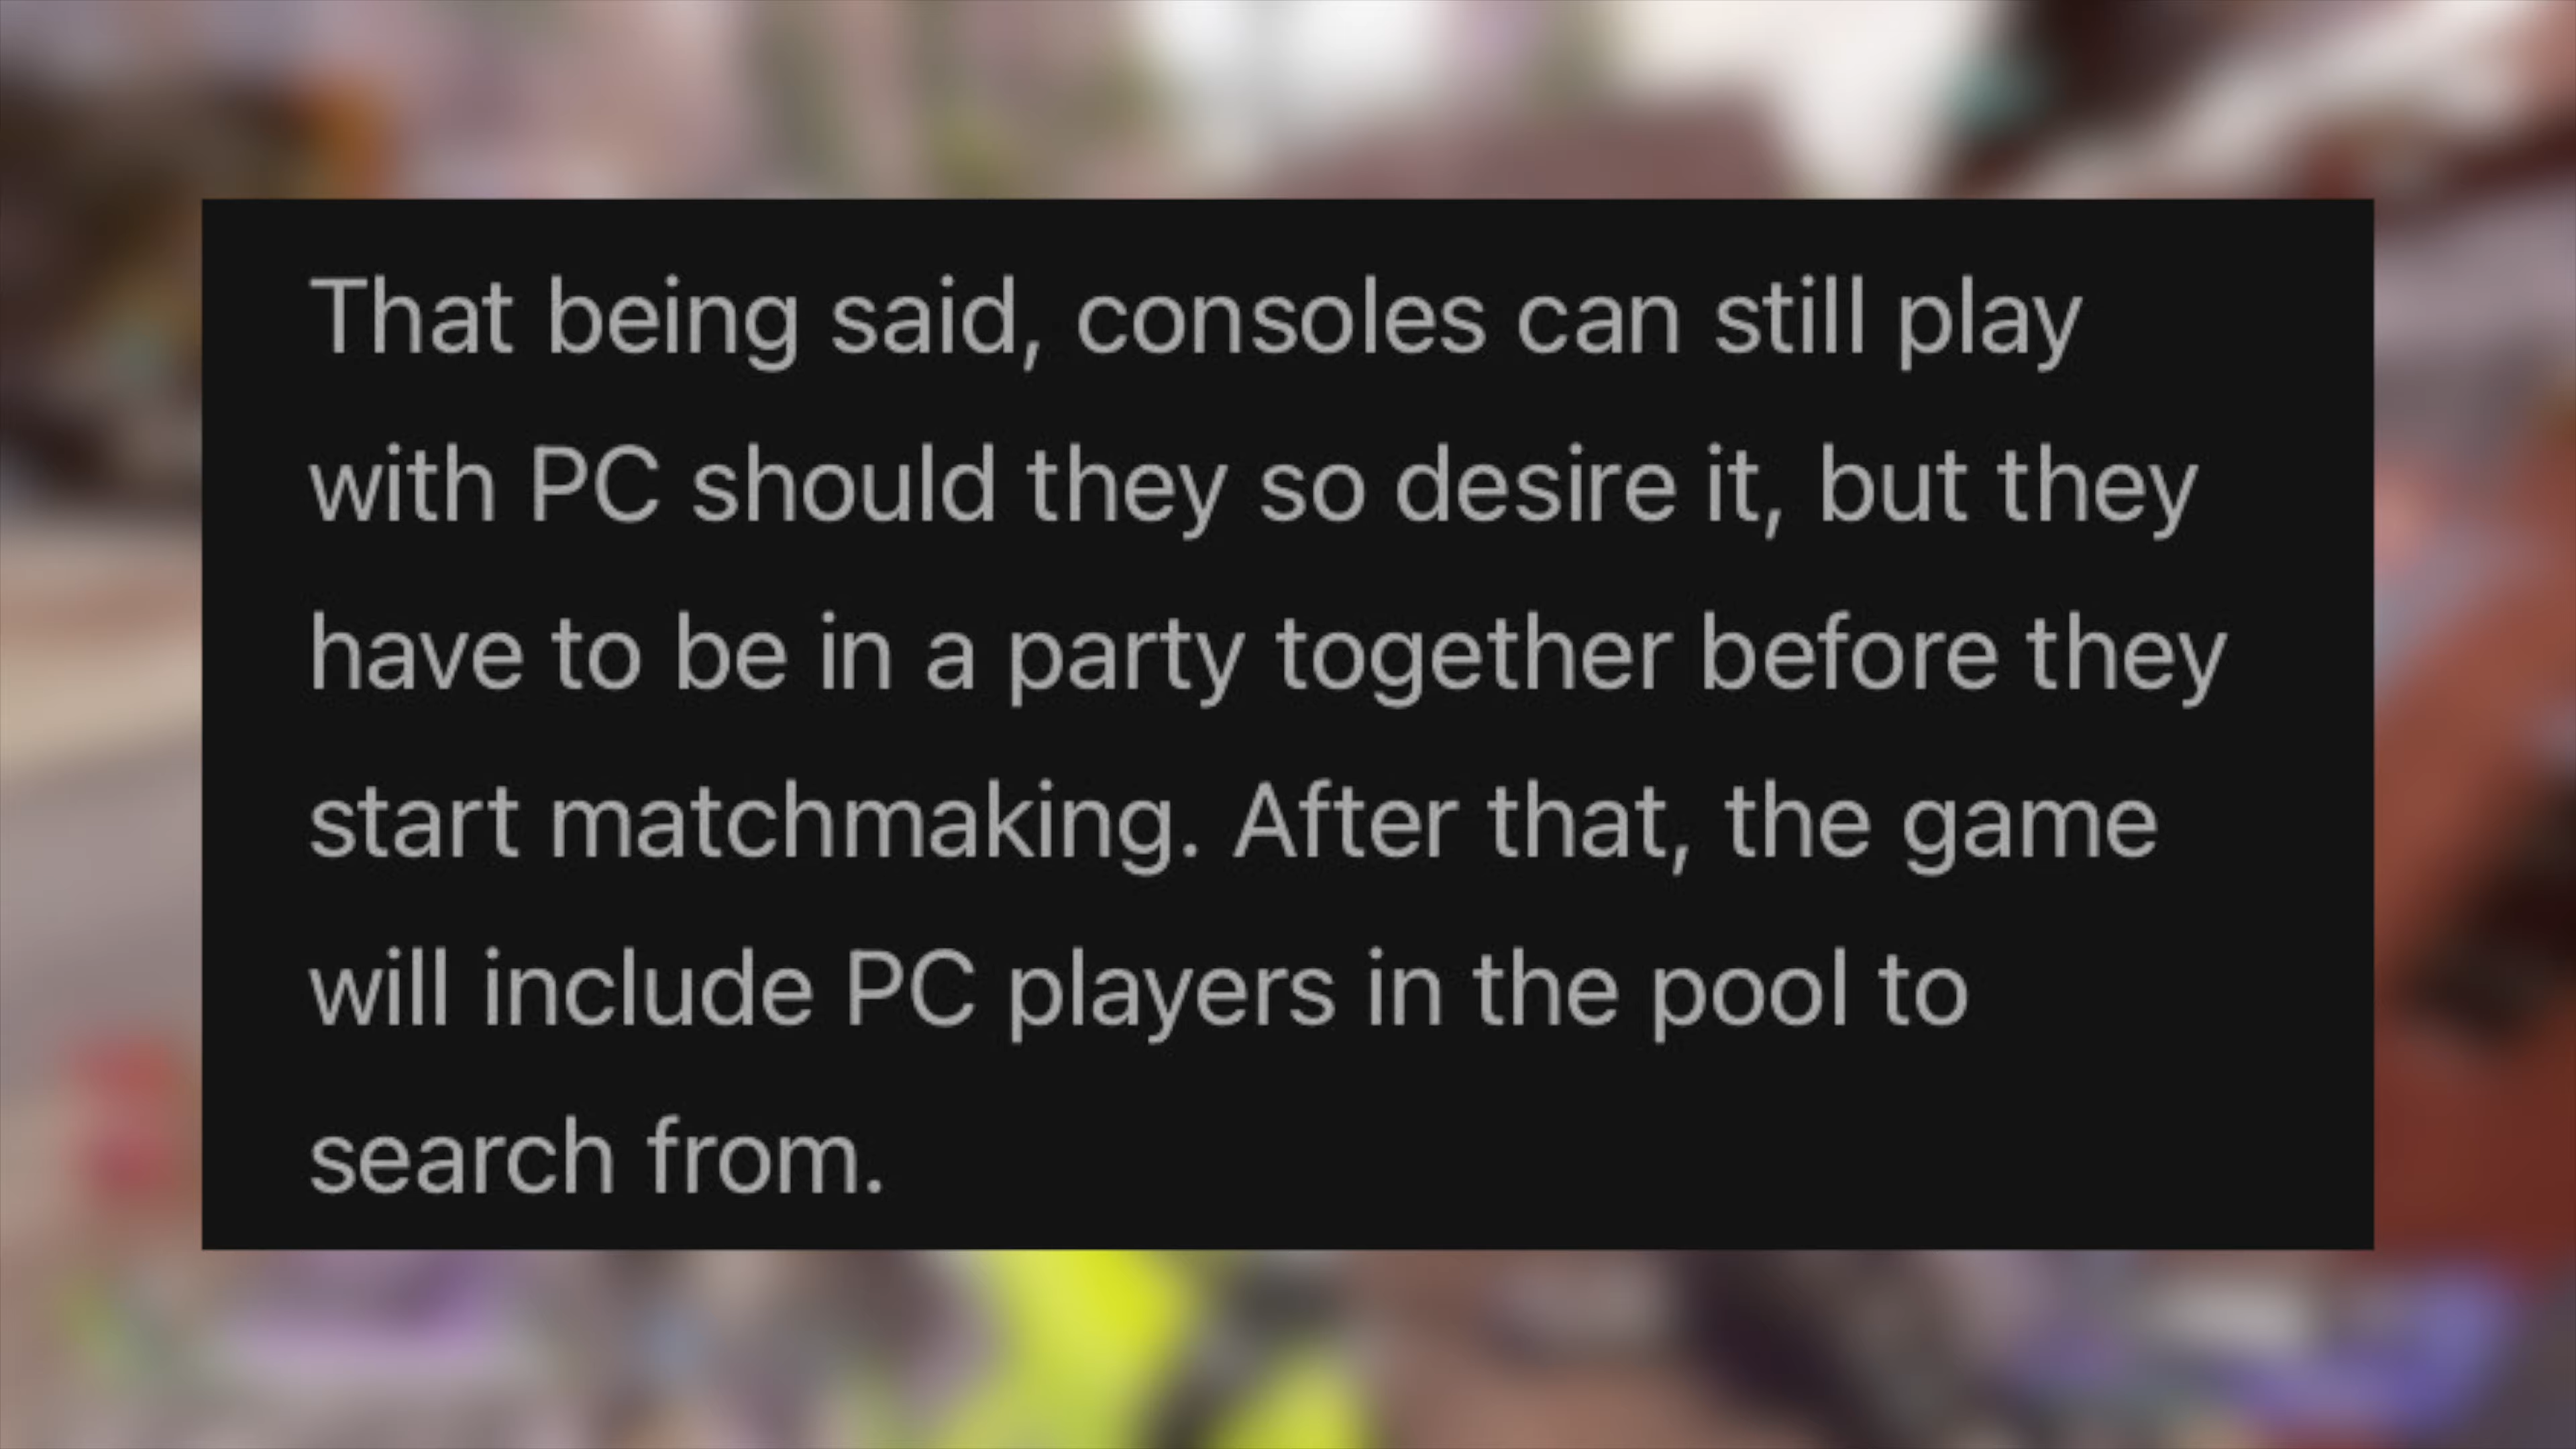 That being said, consoles can still play
with PC should they so desire it, but they
have to be in a party together before they
start matchmaking. After that, the game
will include PC players in the pool to
search from.